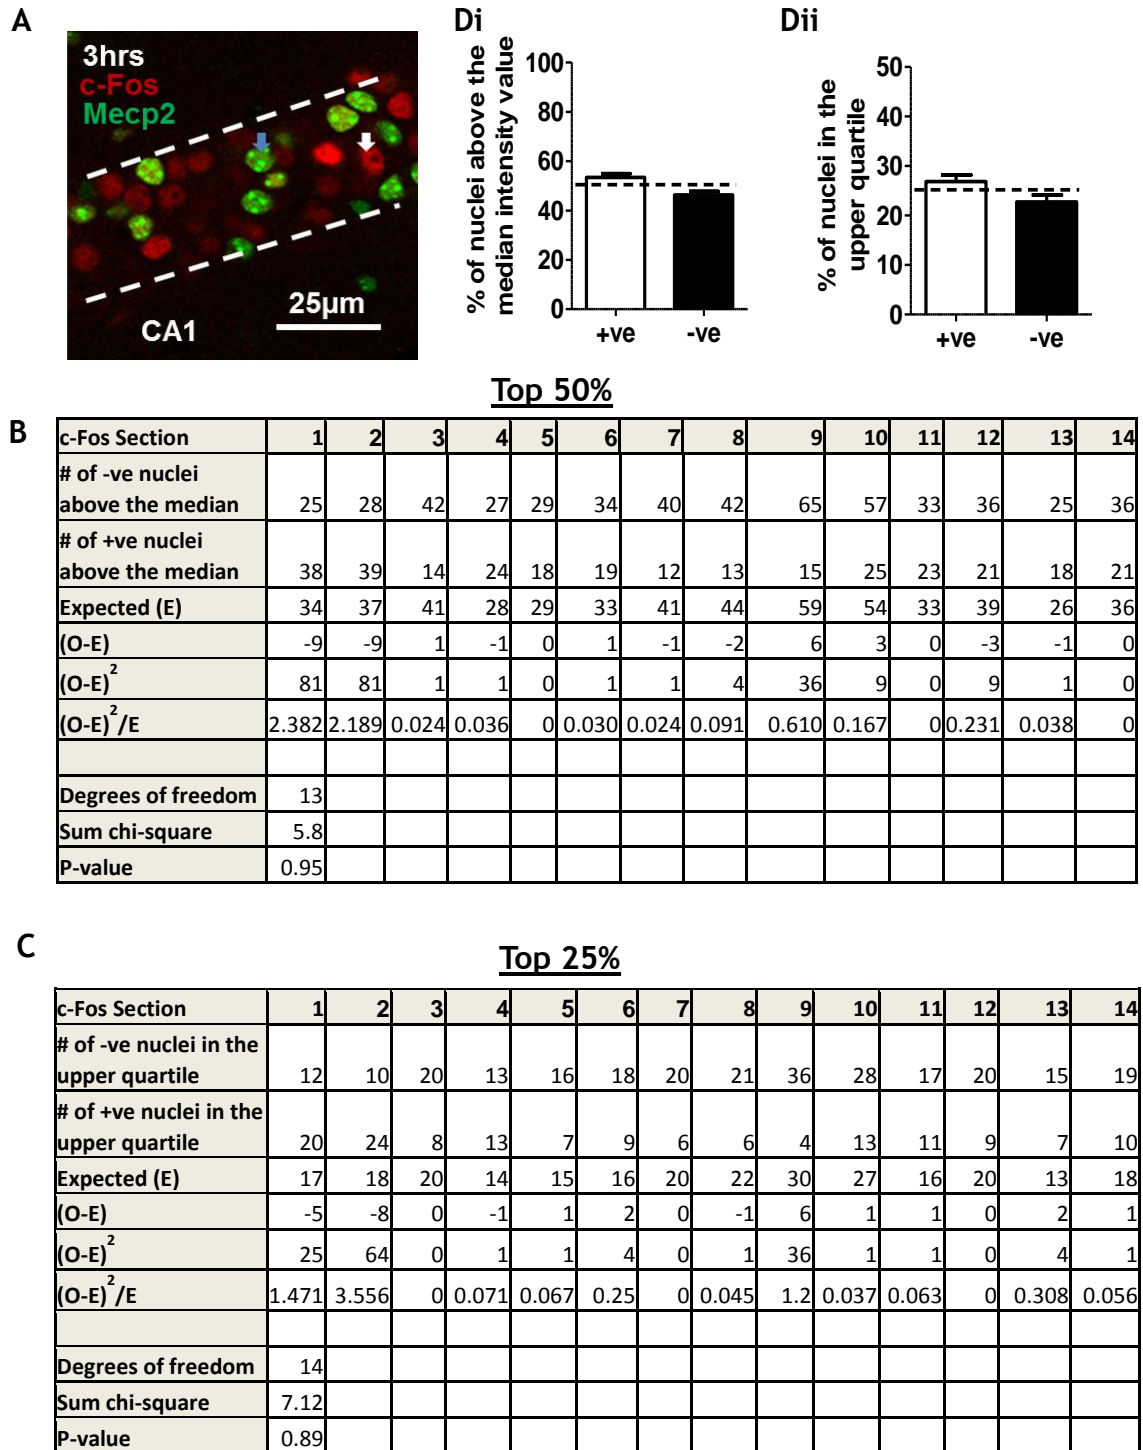 A
3hrs
c-Fos
Mecp2
25µm
CA1
Di
% of nuclei above the
median intensity value
100
80
60
40
20
0
+ve -ve
Dii
% of nuclei in the
upper quartile
50
40
30
20
10
0
+ve -ve
Top 50%
B
c-Fos Section 1 2 3 4 5 6 7 8 9 10 11 12 13 14
# of -ve nuclei
above the median 25 28 42 27 29 34 40 42 65 57 33 36 25 36
# of +ve nuclei
above the median 38 39 14 24 18 19 12 13 15 25 23 21 18 21
Expected (E) 34 37 41 28 29 33 41 44 59 54 33 39 26 36
(O-E) -9 -9 1 -1 0 1 -1 -2 6 3 0 -3 -1 0
(O-E)² 81 81 1 1 0 1 1 4 36 9 0 9 1 0
(O-E)²/E 2.382 2.189 0.024 0.036 0 0.030 0.024 0.091 0.610 0.167 0 0.231 0.038 0
Degrees of freedom 13
Sum chi-square 5.8
P-value 0.95
C
Top 25%
c-Fos Section 1 2 3 4 5 6 7 8 9 10 11 12 13 14
# of -ve nuclei in the
upper quartile 12 10 20 13 16 18 20 21 36 28 17 20 15 19
# of +ve nuclei in the
upper quartile 20 24 8 13 7 9 6 6 4 13 11 9 7 10
Expected (E) 17 18 20 14 15 16 20 22 30 27 16 20 13 18
(O-E) -5 -8 0 -1 1 2 0 -1 6 1 1 0 2 1
(O-E)² 25 64 0 1 1 4 0 1 36 1 1 0 4 1
(O-E)²/E 1.471 3.556 0 0.071 0.067 0.25 0 0.045 1.2 0.037 0.063 0 0.308 0.056
Degrees of freedom 14
Sum chi-square 7.12
P-value 0.89